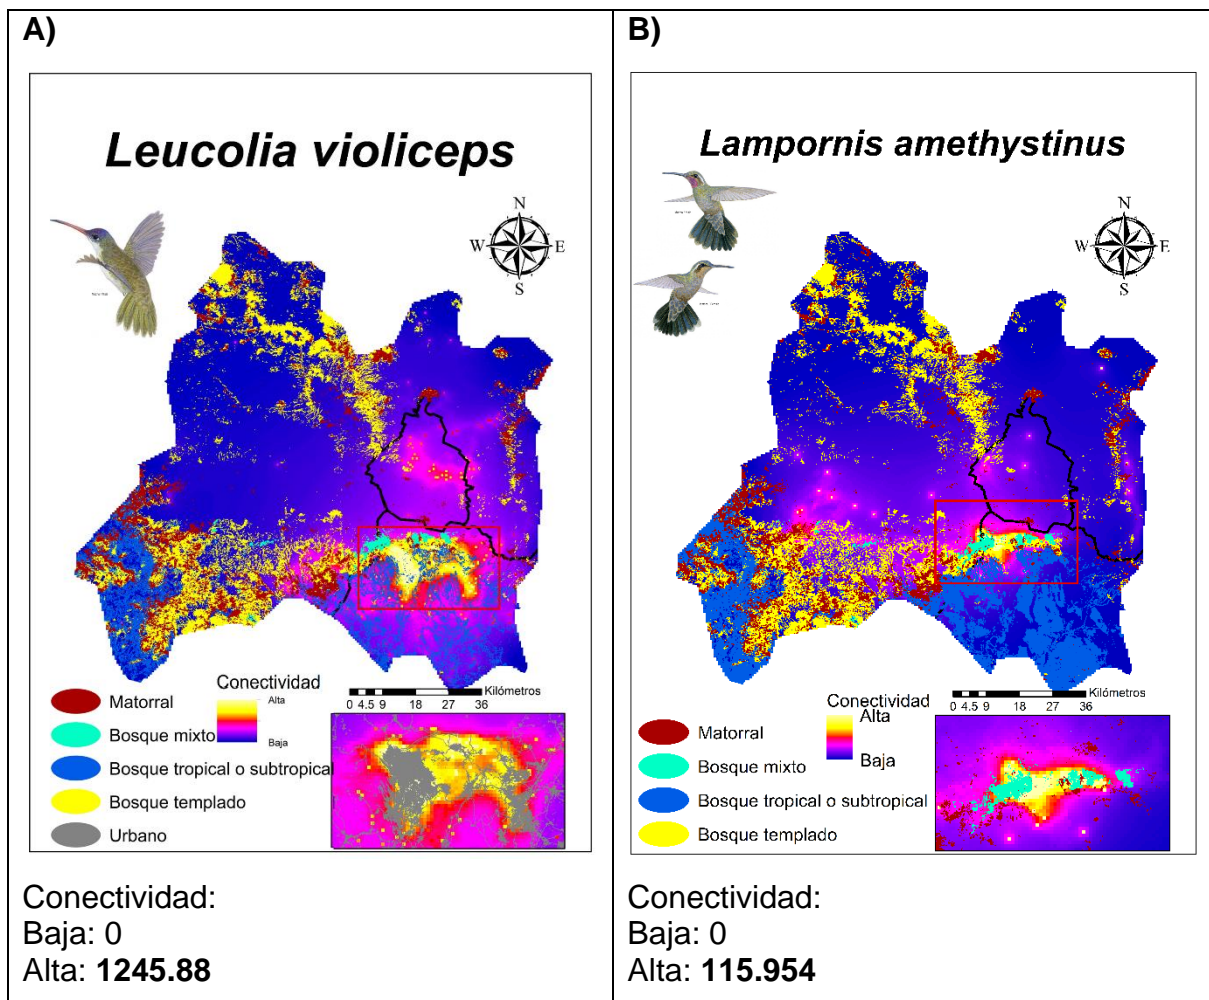 A)
Leucolia violiceps
N
W
E
S
Matorral
Bosque mixto
Bosque tropical o subtropical
Bosque templado
Urbano
Conectividad
Alta
Baja
Kilómetros
0 4.5 9 18 27 36
Conectividad:
Baja: 0
Alta: 1245.88
B)
Lampornis amethystinus
N
W
E
S
Matorral
Bosque mixto
Bosque tropical o subtropical
Bosque templado
Conectividad
Alta
Baja
Kilómetros
0 4.5 9 18 27 36
Conectividad:
Baja: 0
Alta: 115.954